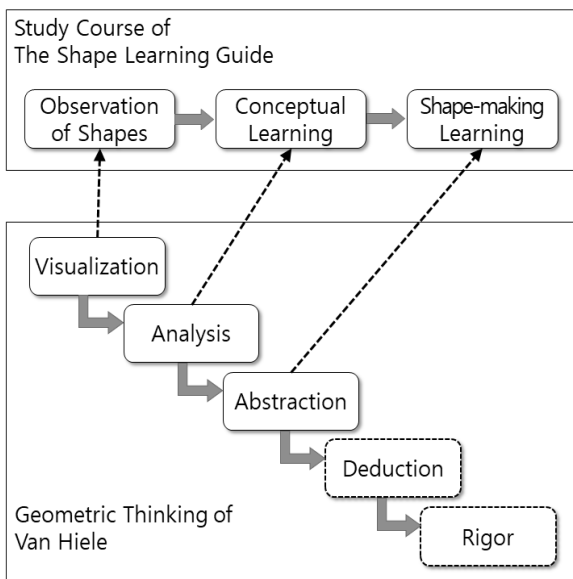 Study Course of
The Shape Learning Guide
Observation
of Shapes
Conceptual
Learning
Shape-making
Learning
Visualization
Analysis
Abstraction
Deduction
Rigor
Geometric Thinking of
Van Hiele